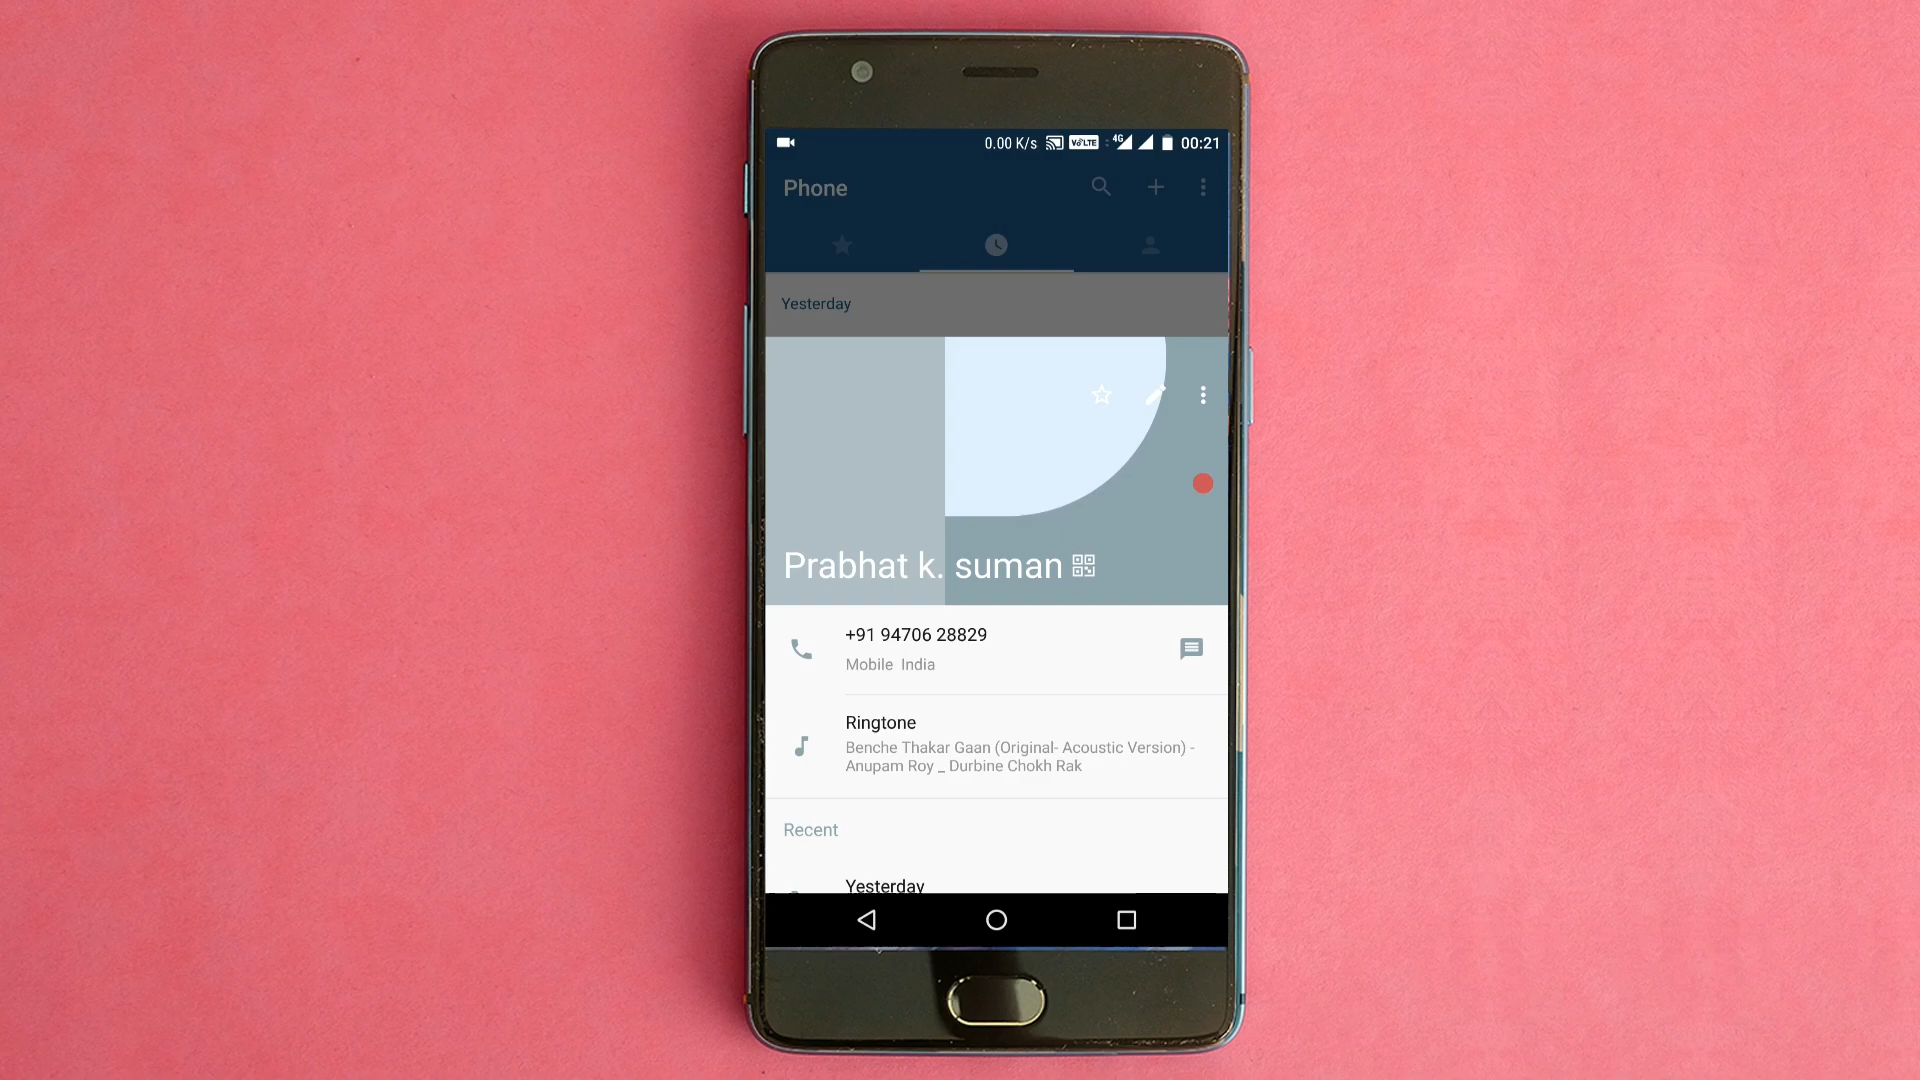 0.00 K/s VoLTE 4G 00:21
Phone
Yesterday
Prabhat k. suman
+91 94706 28829
Mobile India
Ringtone
Benche Thakar Gaan (Original- Acoustic Version) -
Anupam Roy _ Durbine Chokh Rak
Recent
Yesterday